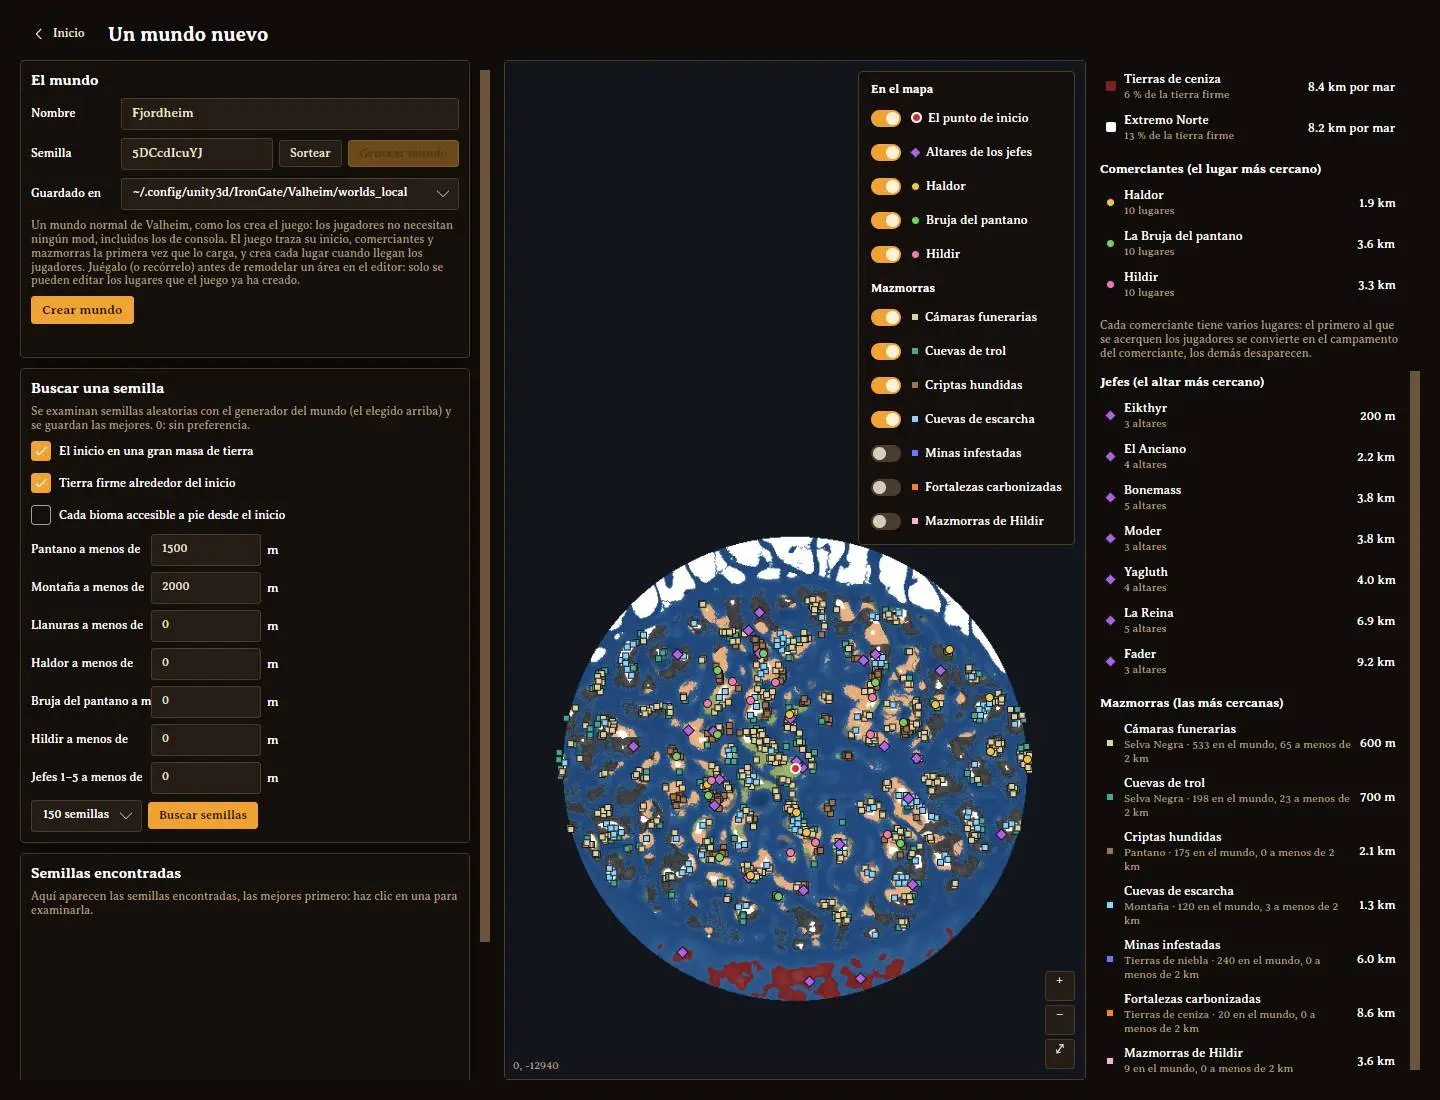 Inicio
Un mundo nuevo
El mundo
Nombre
Fjordheim
Semilla
5DCcdIcuYJ
Sortear
Generar mundo
Guardado en
~/.config/unity3d/IronGate/Valheim/worlds_local
Un mundo normal de Valheim, como los crea el juego: los jugadores no necesitan
ningún mod, incluidos los de consola. El juego traza su inicio, comerciantes y
mazmorras la primera vez que lo carga, y crea cada lugar cuando llegan los
jugadores. Juégalo (o recórrelo) antes de remodelar un área en el editor: solo se
pueden editar los lugares que el juego ya ha creado.
Crear mundo
Buscar una semilla
Se examinan semillas aleatorias con el generador del mundo (el elegido arriba) y
se guardan las mejores. 0: sin preferencia.
El inicio en una gran masa de tierra
Tierra firme alrededor del inicio
Cada bioma accesible a pie desde el inicio
Pantano a menos de
1500
m
Montaña a menos de
2000
m
Llanuras a menos de
0
m
Haldor a menos de
0
m
Bruja del pantano a m
0
m
Hildir a menos de
0
m
Jefes 1–5 a menos de
0
m
150 semillas
Buscar semillas
Semillas encontradas
Aquí aparecen las semillas encontradas, las mejores primero: haz clic en una para
examinarla.
En el mapa
El punto de inicio
Altares de los jefes
Haldor
Bruja del pantano
Hildir
Mazmorras
Cámaras funerarias
Cuevas de trol
Criptas hundidas
Cuevas de escarcha
Minas infestadas
Fortalezas carbonizadas
Mazmorras de Hildir
+
−
0, -12940
Tierras de ceniza
6 % de la tierra firme
8.4 km por mar
Extremo Norte
13 % de la tierra firme
8.2 km por mar
Comerciantes (el lugar más cercano)
Haldor
10 lugares
1.9 km
La Bruja del pantano
10 lugares
3.6 km
Hildir
10 lugares
3.3 km
Cada comerciante tiene varios lugares: el primero al que
se acerquen los jugadores se convierte en el campamento
del comerciante, los demás desaparecen.
Jefes (el altar más cercano)
Eikthyr
3 altares
200 m
El Anciano
4 altares
2.2 km
Bonemass
5 altares
3.8 km
Moder
3 altares
3.8 km
Yagluth
4 altares
4.0 km
La Reina
5 altares
6.9 km
Fader
3 altares
9.2 km
Mazmorras (las más cercanas)
Cámaras funerarias
Selva Negra · 533 en el mundo, 65 a menos de
2 km
600 m
Cuevas de trol
Selva Negra · 198 en el mundo, 23 a menos de
2 km
700 m
Criptas hundidas
Pantano · 175 en el mundo, 0 a menos de 2
km
2.1 km
Cuevas de escarcha
Montaña · 120 en el mundo, 3 a menos de 2
km
1.3 km
Minas infestadas
Tierras de niebla · 240 en el mundo, 0 a
menos de 2 km
6.0 km
Fortalezas carbonizadas
Tierras de ceniza · 20 en el mundo, 0 a
menos de 2 km
8.6 km
Mazmorras de Hildir
9 en el mundo, 0 a menos de 2 km
3.6 km